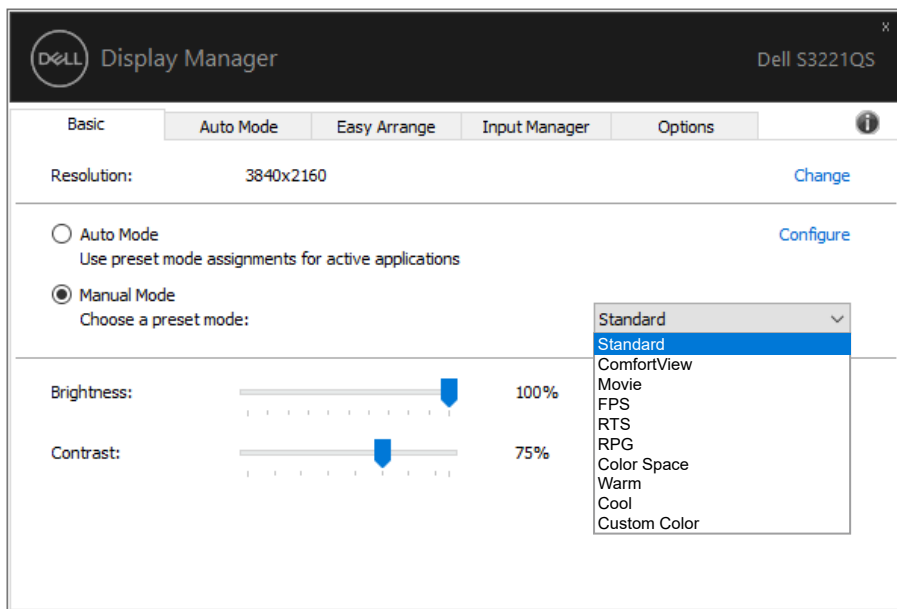 DELL Display Manager
x
Dell S3221QS
Basic Auto Mode Easy Arrange Input Manager Options i
Resolution: 3840x2160 Change
Auto Mode Configure
Use preset mode assignments for active applications
Manual Mode
Choose a preset mode: Standard
Standard
ComfortView
Movie
FPS
RTS
RPG
Color Space
Warm
Cool
Custom Color
Brightness: 100%
Contrast: 75%